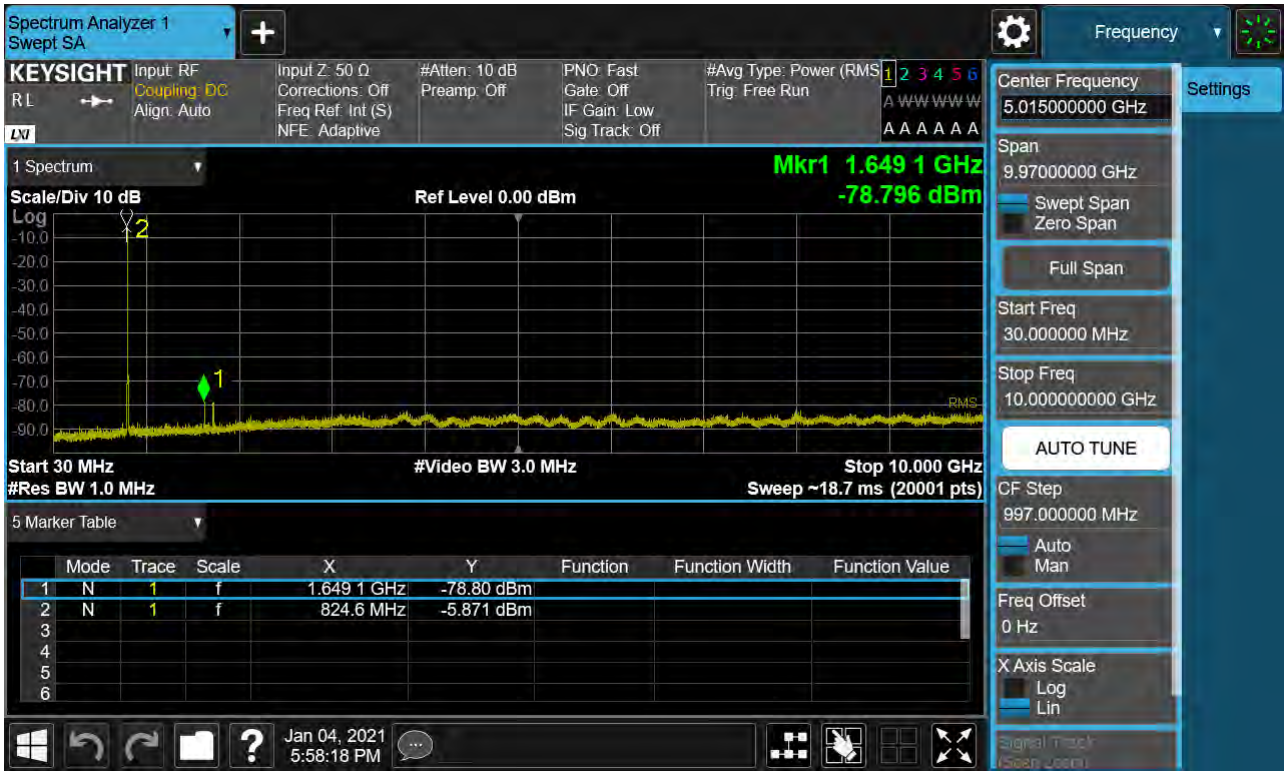 Spectrum Analyzer 1
Swept SA
Frequency
KEYSIGHT
RL
LXI
Input: RF
Coupling: DC
Align: Auto
Input Z: 50 Ω
Corrections: Off
Freq Ref: Int (S)
NFE: Adaptive
#Atten: 10 dB
Preamp: Off
PNO: Fast
Gate: Off
IF Gain: Low
Sig Track: Off
#Avg Type: Power (RMS
Trig: Free Run
1 2 3 4 5 6
A W W W W W
A A A A A A
Center Frequency
5.015000000 GHz
Settings
1 Spectrum
Mkr1 1.649 1 GHz
-78.796 dBm
Scale/Div 10 dB
Ref Level 0.00 dBm
Log
-10.0
-20.0
-30.0
-40.0
-50.0
-60.0
-70.0
-80.0
-90.0
2
1
RMS
Start 30 MHz
#Video BW 3.0 MHz
Stop 10.000 GHz
#Res BW 1.0 MHz
Sweep ~18.7 ms (20001 pts)
Span
9.97000000 GHz
Swept Span
Zero Span
Full Span
Start Freq
30.000000 MHz
Stop Freq
10.000000000 GHz
AUTO TUNE
CF Step
997.000000 MHz
Auto
Man
Freq Offset
0 Hz
X Axis Scale
Log
Lin
Signal Track
(Span Zoom)
5 Marker Table
Mode Trace Scale X Y Function Function Width Function Value
1 N 1 f 1.649 1 GHz -78.80 dBm
2 N 1 f 824.6 MHz -5.871 dBm
3
4
5
6
?
Jan 04, 2021
5:58:18 PM